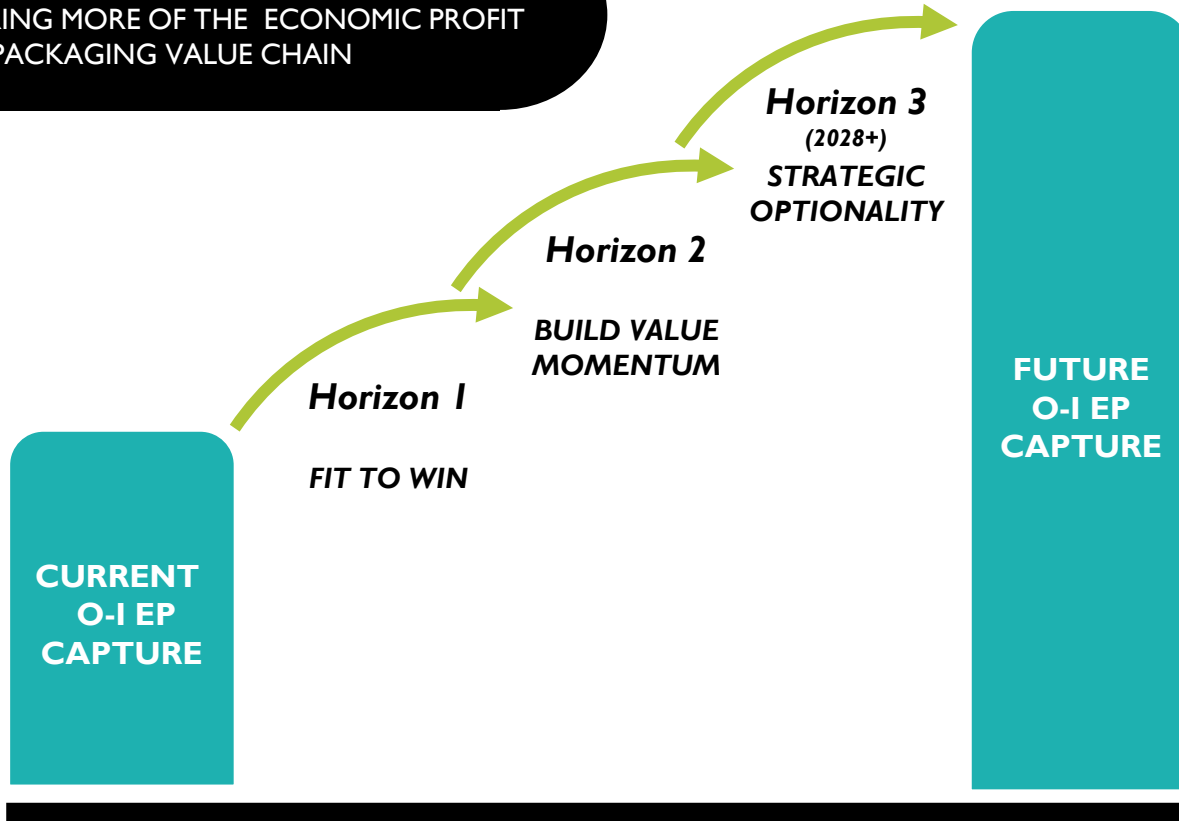 ING MORE OF THE ECONOMIC PROFIT
PACKAGING VALUE CHAIN
Horizon 3
(2028+)
STRATEGIC
OPTIONALITY
Horizon 2
BUILD VALUE
MOMENTUM
Horizon 1
FIT TO WIN
CURRENT
O-I EP
CAPTURE
FUTURE
O-I EP
CAPTURE